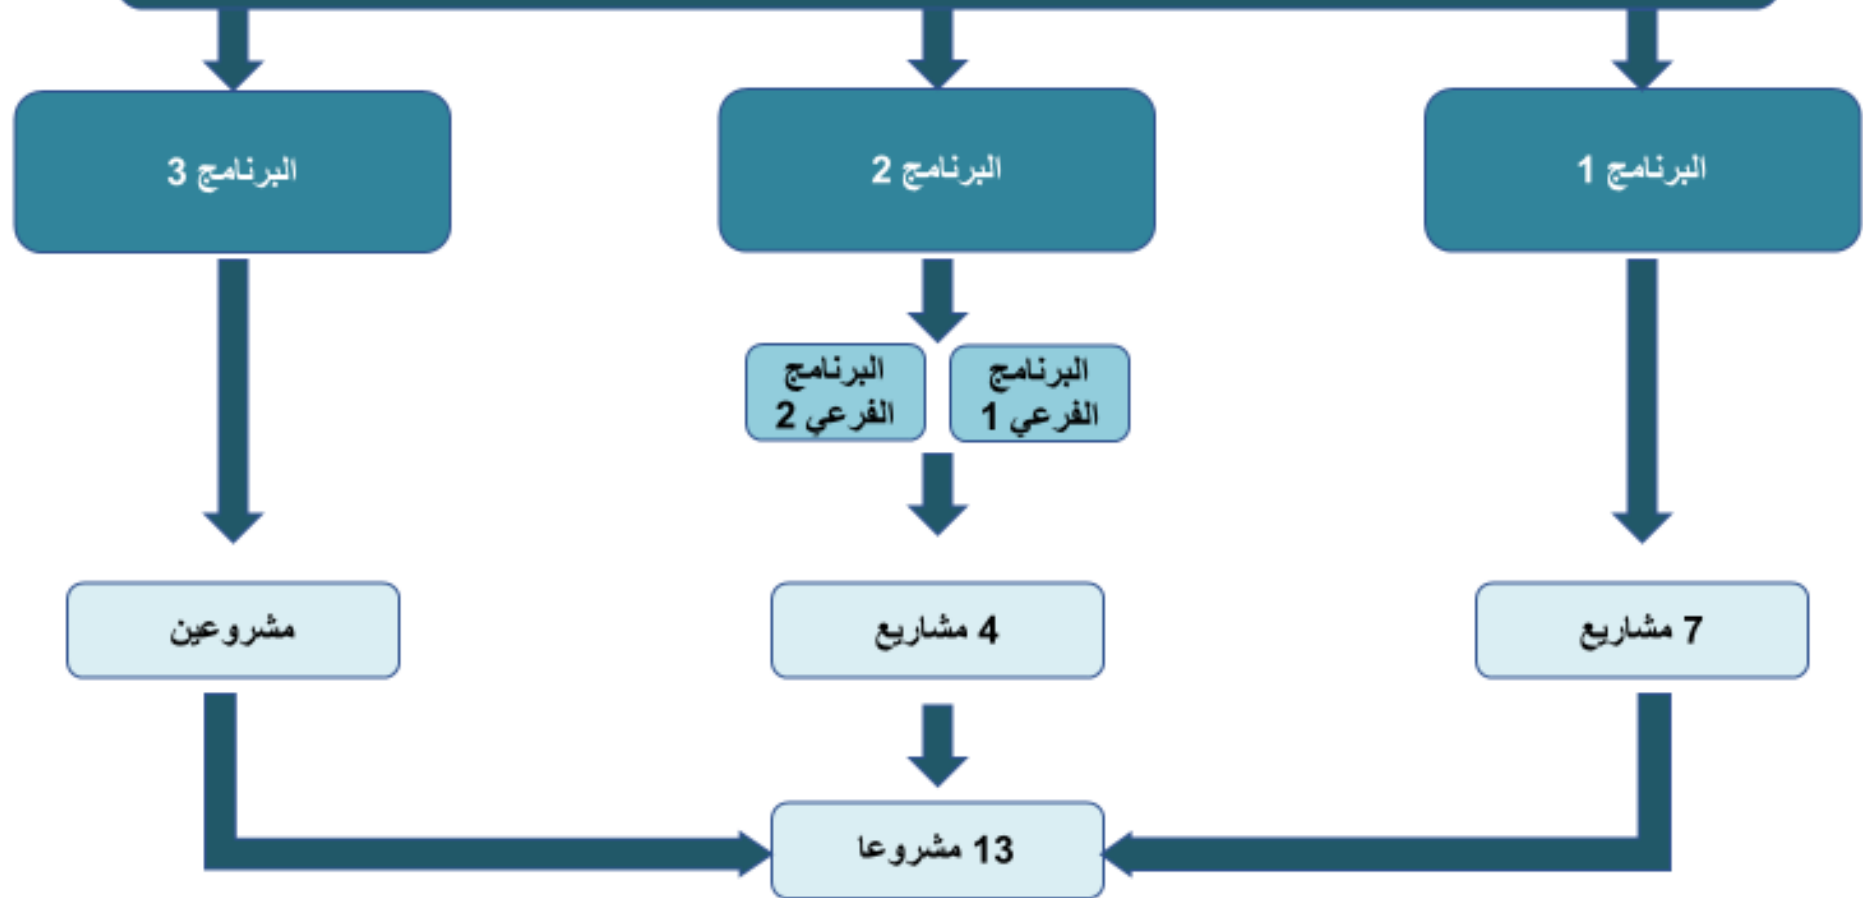 البرنامج 1
البرنامج 2
البرنامج 3
البرنامج
الفرعي 1
البرنامج
الفرعي 2
7 مشاريع
4 مشاريع
مشروعين
13 مشروعا